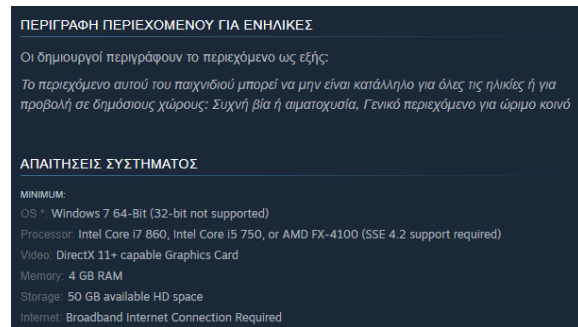 ΠΕΡΙΓΡΑΦΗ ΠΕΡΙΕΧΟΜΕΝΟΥ ΓΙΑ ΕΝΗΛΙΚΕΣ
Οι δημιουργοί περιγράφουν το περιεχόμενο ως εξής:
Το περιεχόμενο αυτού του παιχνιδιού μπορεί να μην είναι κατάλληλο για όλες τις ηλικίες ή για
προβολή σε δημόσιους χώρους: Συχνή βία ή αιματοχυσία, Γενικό περιεχόμενο για ώριμο κοινό
ΑΠΑΙΤΗΣΕΙΣ ΣΥΣΤΗΜΑΤΟΣ
MINIMUM:
OS *: Windows 7 64-Bit (32-bit not supported)
Processor: Intel Core i7 860, Intel Core i5 750, or AMD FX-4100 (SSE 4.2 support required)
Video: DirectX 11+ capable Graphics Card
Memory: 4 GB RAM
Storage: 50 GB available HD space
Internet: Broadband Internet Connection Required